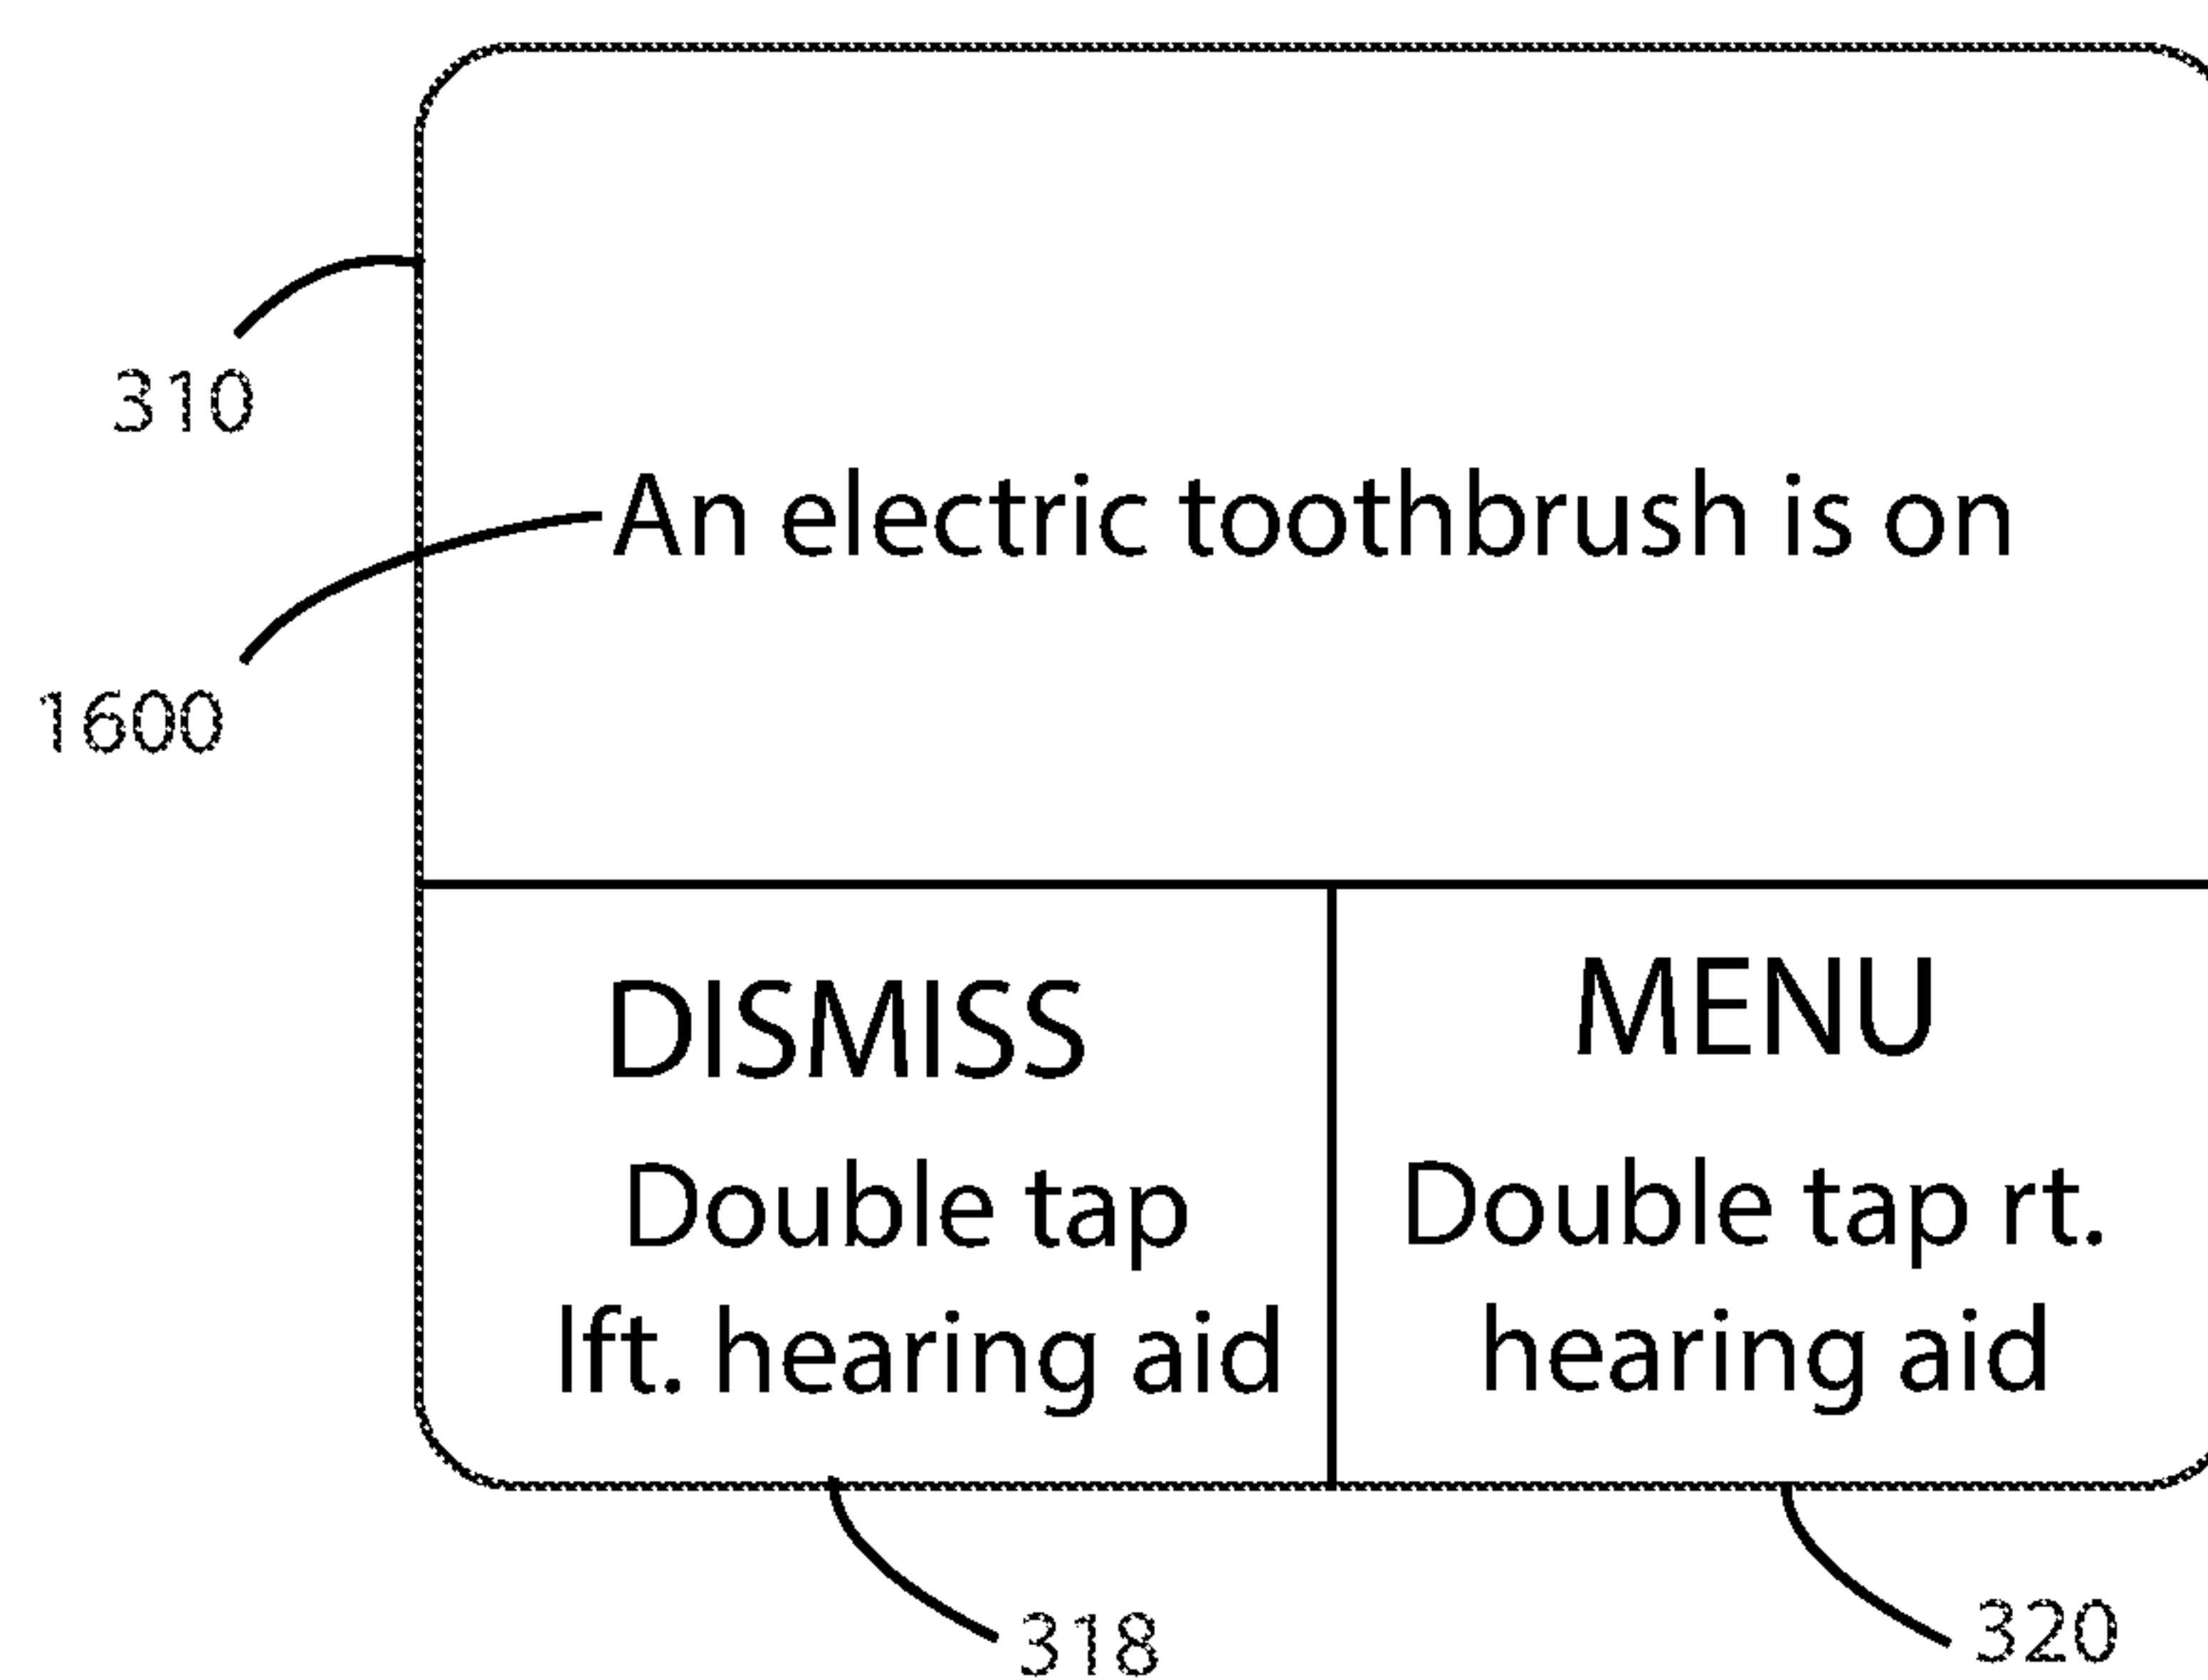 310
An electric toothbrush is on
1600
DISMISS
Double tap
lft. hearing aid
MENU
Double tap rt.
hearing aid
318
320